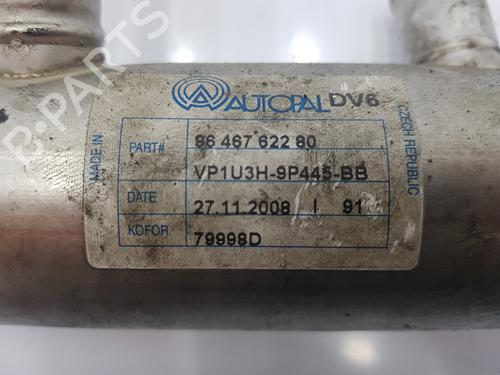 AUTOPAL DV6
MADE IN
CZECH REPUBLIC
PART# 96 467 622 80
VP1U3H-9P445-BB
DATE 27.11.2008 I 91
KOFOR 79998D
B-PARTS